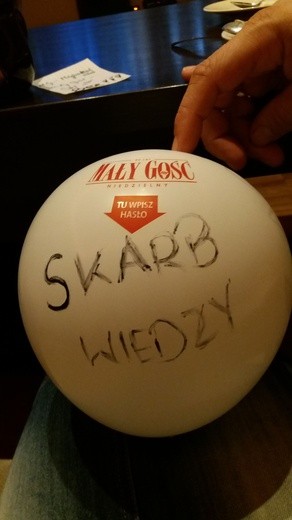 MAŁY GOŚĆ
NIEDZIELNY
TU WPISZ
HASŁO
SKARB
WIEDZY